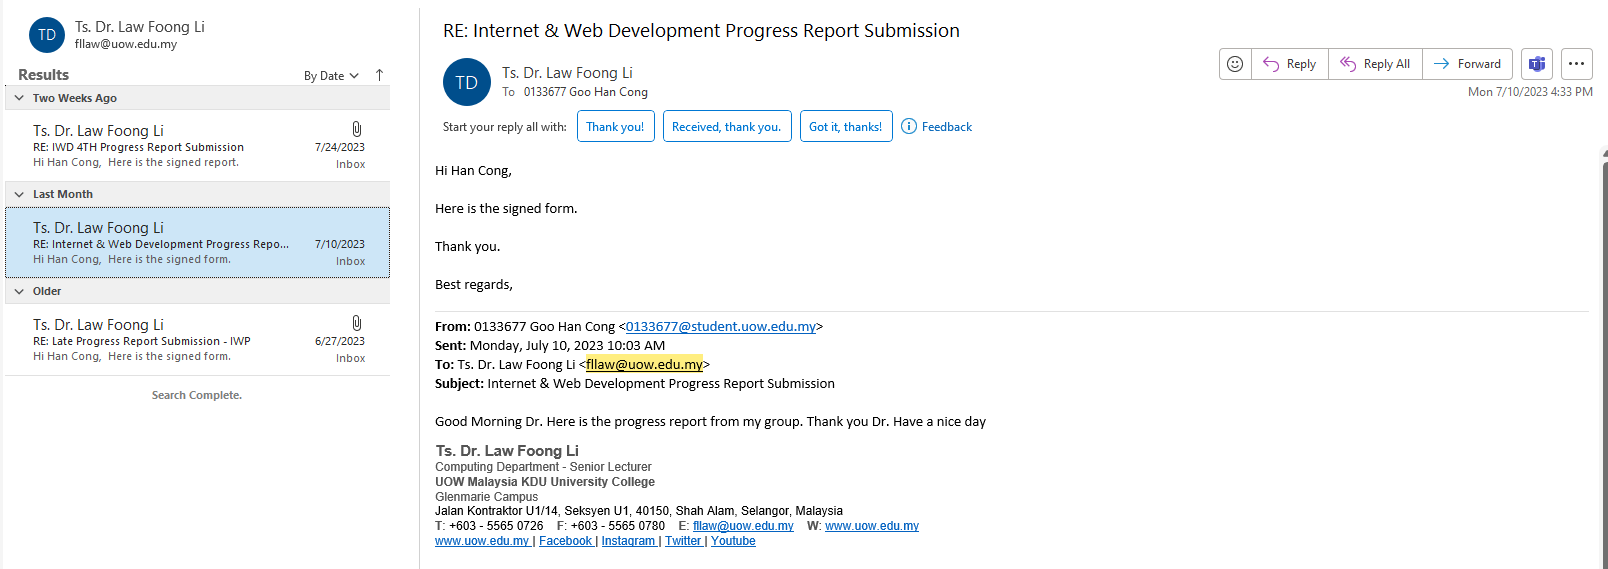 TD
Ts. Dr. Law Foong Li
fllaw@uow.edu.my
Results
By Date
Two Weeks Ago
Ts. Dr. Law Foong Li
RE: IWD 4TH Progress Report Submission 7/24/2023
Hi Han Cong, Here is the signed report. Inbox
Last Month
Ts. Dr. Law Foong Li
RE: Internet & Web Development Progress Repo... 7/10/2023
Hi Han Cong, Here is the signed form. Inbox
Older
Ts. Dr. Law Foong Li
RE: Late Progress Report Submission - IWP 6/27/2023
Hi Han Cong, Here is the signed form. Inbox
Search Complete.
RE: Internet & Web Development Progress Report Submission
TD
Ts. Dr. Law Foong Li
To 0133677 Goo Han Cong
Reply Reply All Forward
Mon 7/10/2023 4:33 PM
Start your reply all with: Thank you! Received, thank you. Got it, thanks! Feedback
Hi Han Cong,
Here is the signed form.
Thank you.
Best regards,
From: 0133677 Goo Han Cong <0133677@student.uow.edu.my>
Sent: Monday, July 10, 2023 10:03 AM
To: Ts. Dr. Law Foong Li <fllaw@uow.edu.my>
Subject: Internet & Web Development Progress Report Submission
Good Morning Dr. Here is the progress report from my group. Thank you Dr. Have a nice day
Ts. Dr. Law Foong Li
Computing Department - Senior Lecturer
UOW Malaysia KDU University College
Glenmarie Campus
Jalan Kontraktor U1/14, Seksyen U1, 40150, Shah Alam, Selangor, Malaysia
T: +603 - 5565 0726 F: +603 - 5565 0780 E: fllaw@uow.edu.my W: www.uow.edu.my
www.uow.edu.my | Facebook | Instagram | Twitter | Youtube